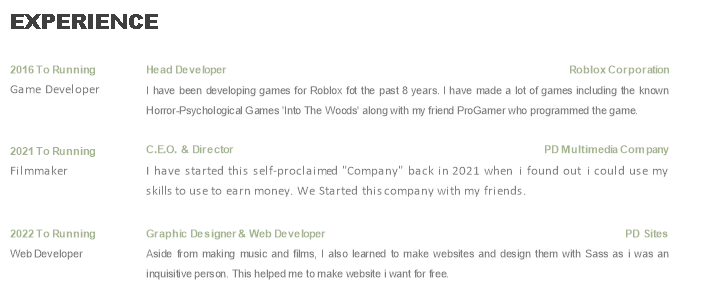 EXPERIENCE
2016 To Running Head Developer Roblox Corporation
Game Developer I have been developing games for Roblox fot the past 8 years. I have made a lot of games including the known
Horror-Psychological Games 'Into The Woods' along with my friend ProGamer who programmed the game.
2021 To Running C.E.O. & Director PD Multimedia Company
Filmmaker I have started this self-proclaimed "Company" back in 2021 when i found out i could use my
skills to use to earn money. We Started this company with my friends.
2022 To Running Graphic Designer & Web Developer PD Sites
Web Developer Aside from making music and films, I also learned to make websites and design them with Sass as i was an
inquisitive person. This helped me to make website i want for free.